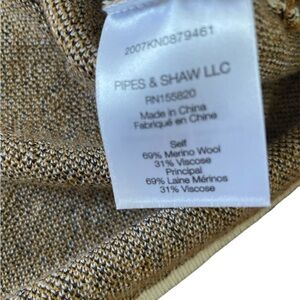 2007KN0879461
PIPES & SHAW LLC
RN155820
Made in China
Fabriqué en Chine
Self
69% Merino Wool
31% Viscose
Principal
69% Laine Mérinos
31% Viscose